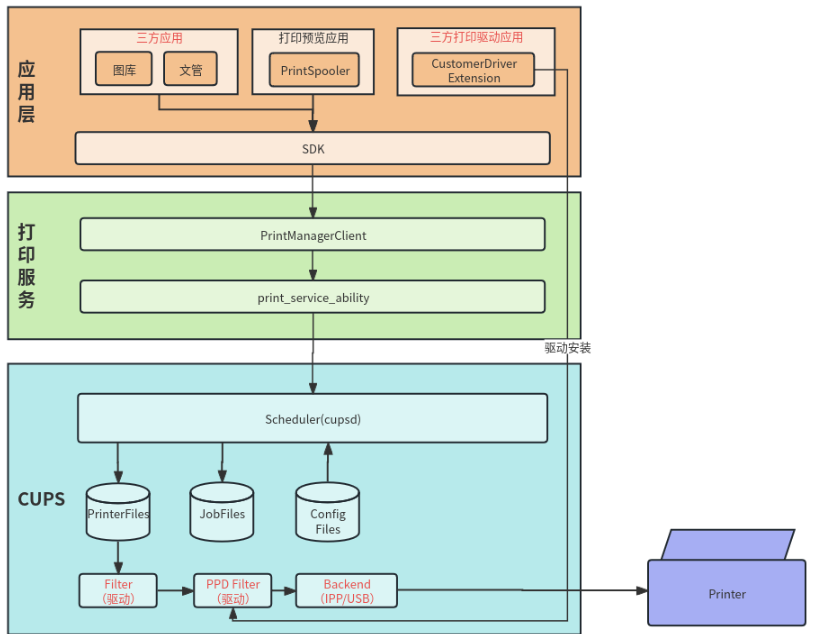 应
用
层
三方应用
图库
文管
打印预览应用
PrintSpooler
三方打印驱动应用
CustomerDriver
Extension
SDK
打
印
服
务
PrintManagerClient
print_service_ability
驱动安装
CUPS
Scheduler(cupsd)
PrinterFiles
JobFiles
Config
Files
Filter
（驱动）
PPD Filter
（驱动）
Backend
（IPP/USB）
Printer